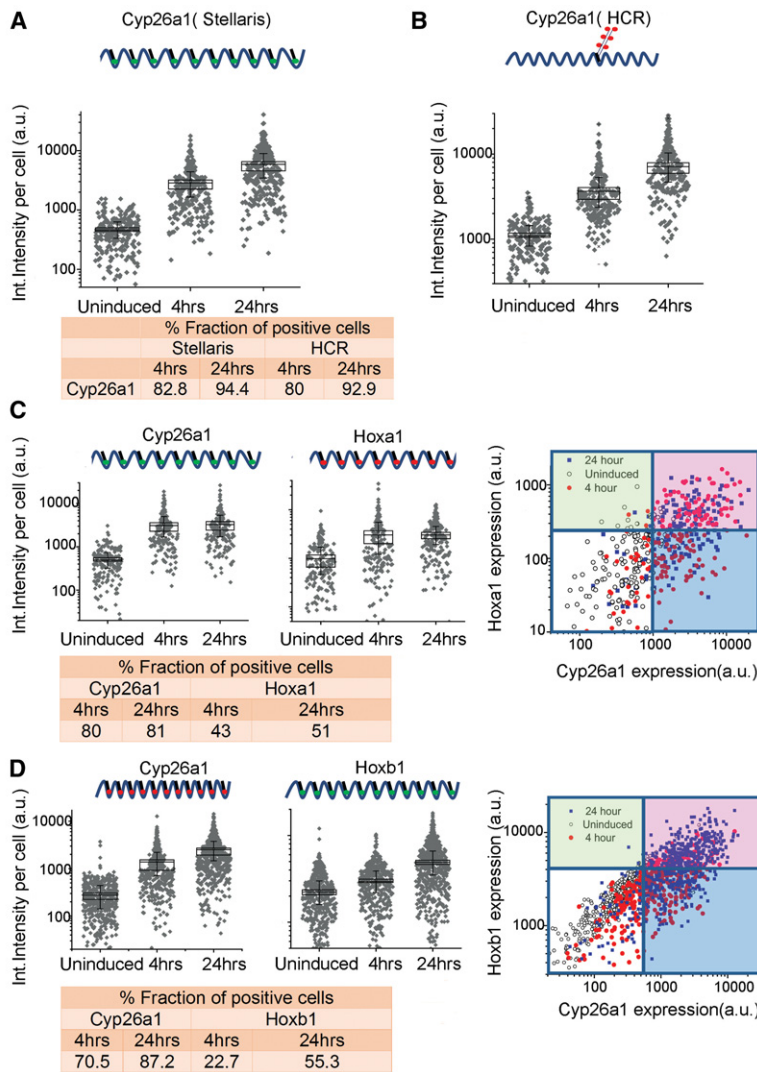 A
Cyp26a1( Stellaris)
Int.Intensity per cell (a.u.)
10000
1000
100
Uninduced 4hrs 24hrs
B
Cyp26a1( HCR)
Int.Intensity per cell (a.u.)
10000
1000
Uninduced 4hrs 24hrs
% Fraction of positive cells
Stellaris HCR
4hrs 24hrs 4hrs 24hrs
Cyp26a1 82.8 94.4 80 92.9
C
Cyp26a1
Int.Intensity per cell (a.u.)
10000
1000
100
Uninduced 4hrs 24hrs
Hoxa1
Uninduced 4hrs 24hrs
Hoxa1 expression (a.u.)
1000
100
10
24 hour
Uninduced
4 hour
100 1000 10000
Cyp26a1 expression(a.u.)
% Fraction of positive cells
Cyp26a1 Hoxa1
4hrs 24hrs 4hrs 24hrs
80 81 43 51
D
Cyp26a1
Int.Intensity per cell (a.u.)
10000
1000
100
Uninduced 4hrs 24hrs
Hoxb1
Uninduced 4hrs 24hrs
Hoxb1 expression (a.u.)
10000
1000
24 hour
Uninduced
4 hour
100 1000 10000
Cyp26a1 expression(a.u.)
% Fraction of positive cells
Cyp26a1 Hoxb1
4hrs 24hrs 4hrs 24hrs
70.5 87.2 22.7 55.3